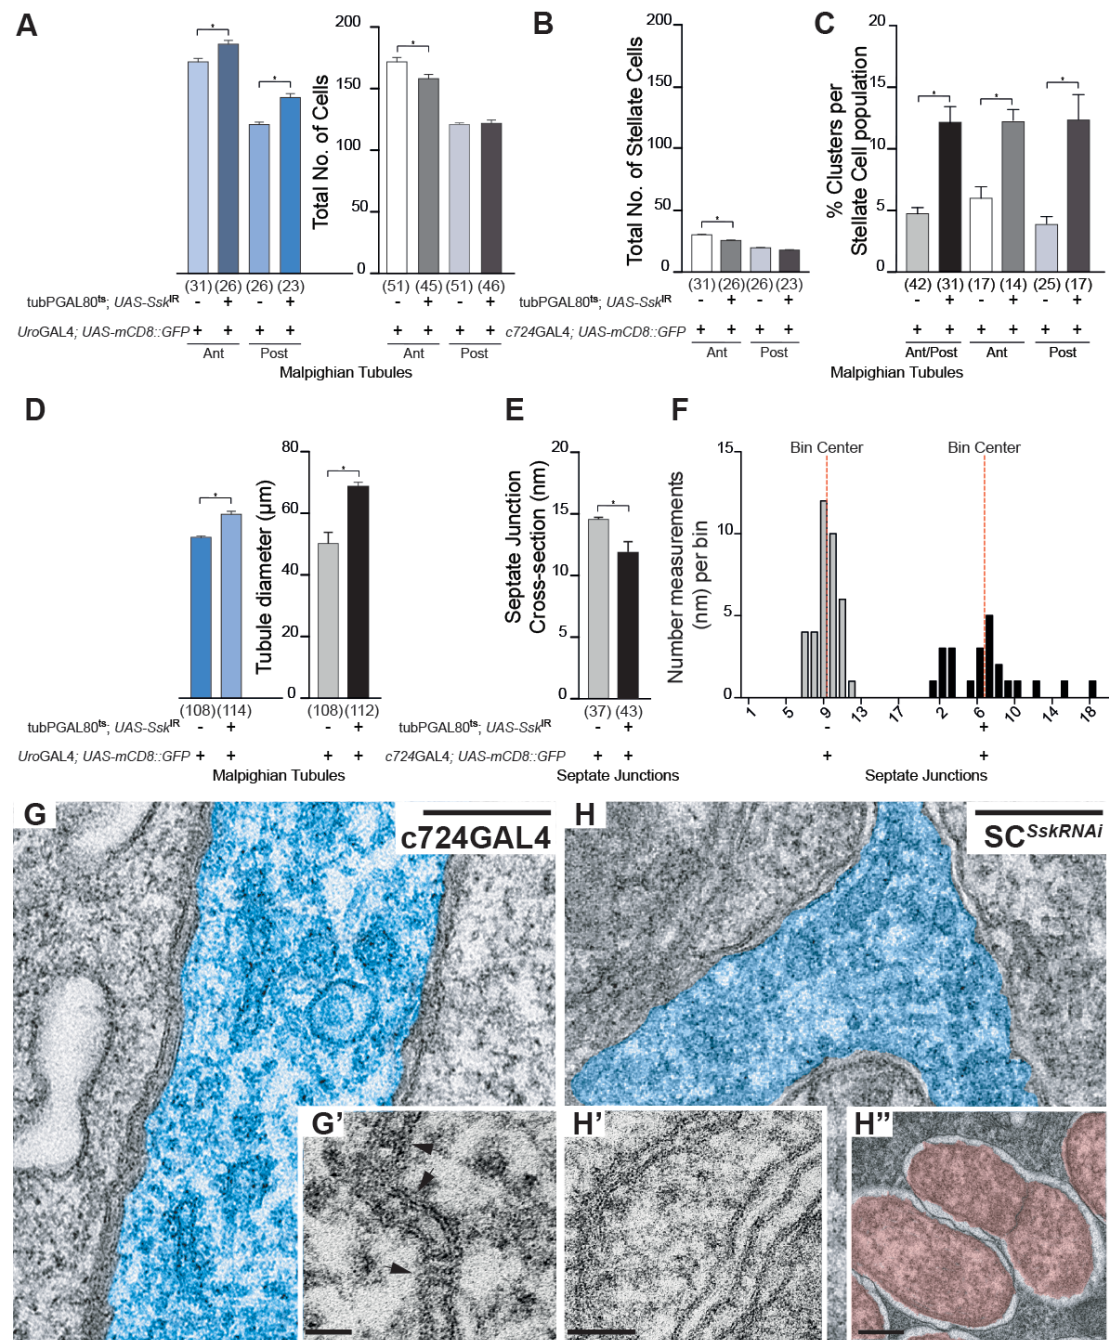 A
Total No. of Cells
200
150
100
50
0
*
*
*
(31) (26) (26) (23)
(51) (45) (51) (46)
tubPGAL80ts; UAS-SskIR
- + - +
- + - +
UroGAL4; UAS-mCD8::GFP
+ + + +
+ + + +
Ant Post
Ant Post
Malpighian Tubules
B
Total No. of Stellate Cells
200
150
100
50
0
*
(31) (26) (26) (23)
- + - +
c724GAL4; UAS-mCD8::GFP
+ + + +
Ant Post
C
% Clusters per
Stellate Cell population
20
15
10
5
0
*
*
*
(42) (31) (17) (14) (25) (17)
- + - + - +
+ + + + + +
Ant/Post Ant Post
Malpighian Tubules
D
Tubule diameter (µm)
80
60
40
20
0
*
*
(108) (114)
(108) (112)
tubPGAL80ts; UAS-SskIR
- +
- +
UroGAL4; UAS-mCD8::GFP
+ +
+ +
Malpighian Tubules
E
Septate Junction
Cross-section (nm)
20
15
10
5
0
*
(37) (43)
tubPGAL80ts; UAS-SskIR
- +
c724GAL4; UAS-mCD8::GFP
+ +
Septate Junctions
F
Number measurements
(nm) per bin
15
10
5
0
Bin Center
Bin Center
1 5 9 13 17 2 6 10 14 18
- +
+ +
Septate Junctions
G
c724GAL4
H
SCSskRNAi
G’
H’
H”